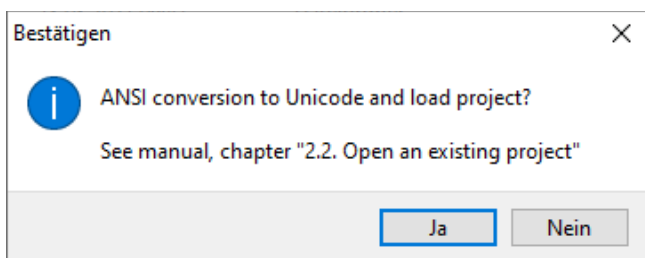 Bestätigen
ANSI conversion to Unicode and load project?
See manual, chapter "2.2. Open an existing project"
Ja
Nein